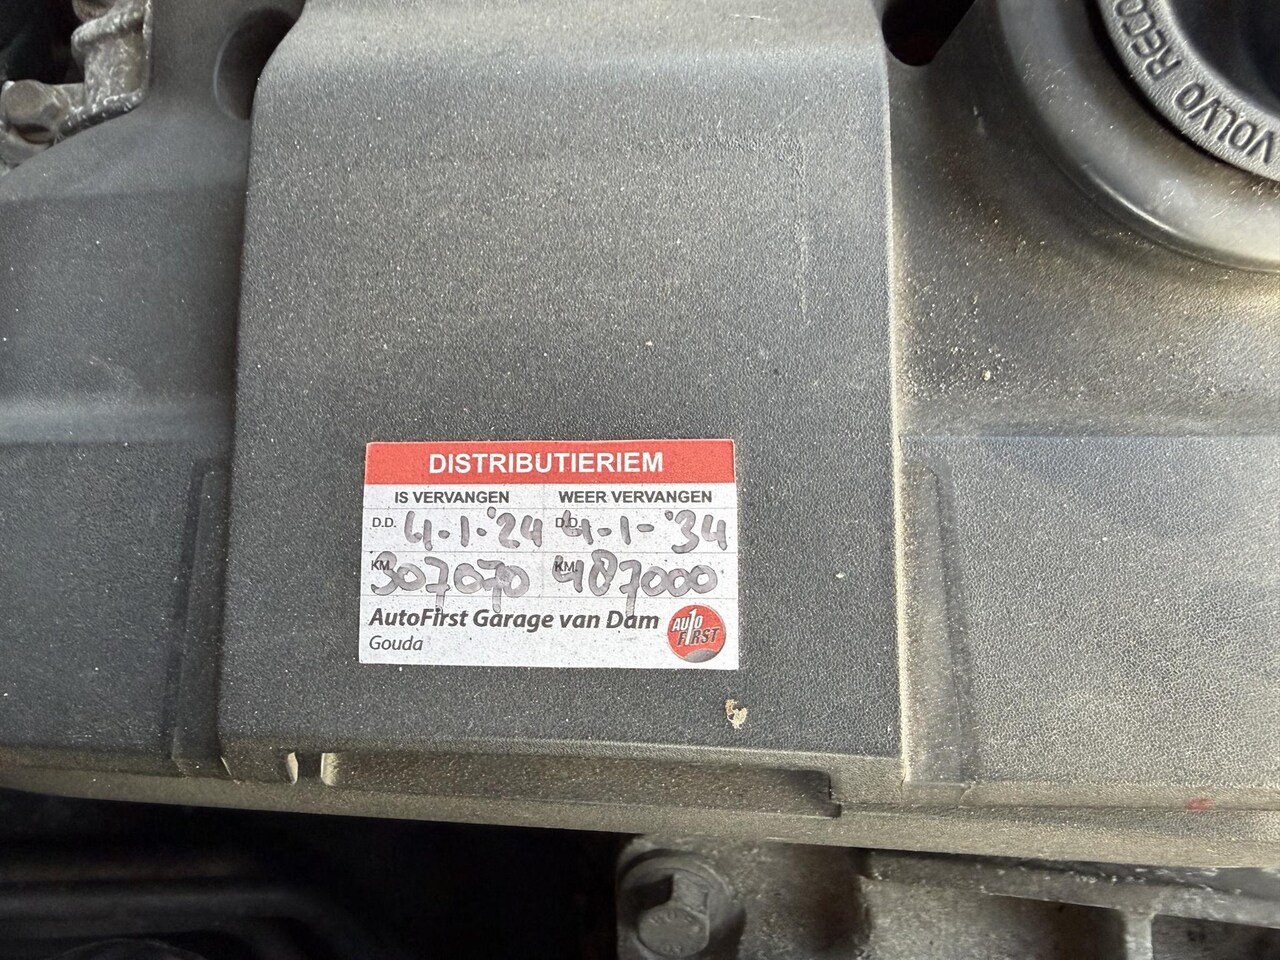 VOLVO RECO
DISTRIBUTIERIEM
IS VERVANGEN WEER VERVANGEN
D.D. 4.1.'24 D.D. 4-1-'34
KM. 307070 KM. 487000
AutoFirst Garage van Dam
Gouda
AUTO
FIRST